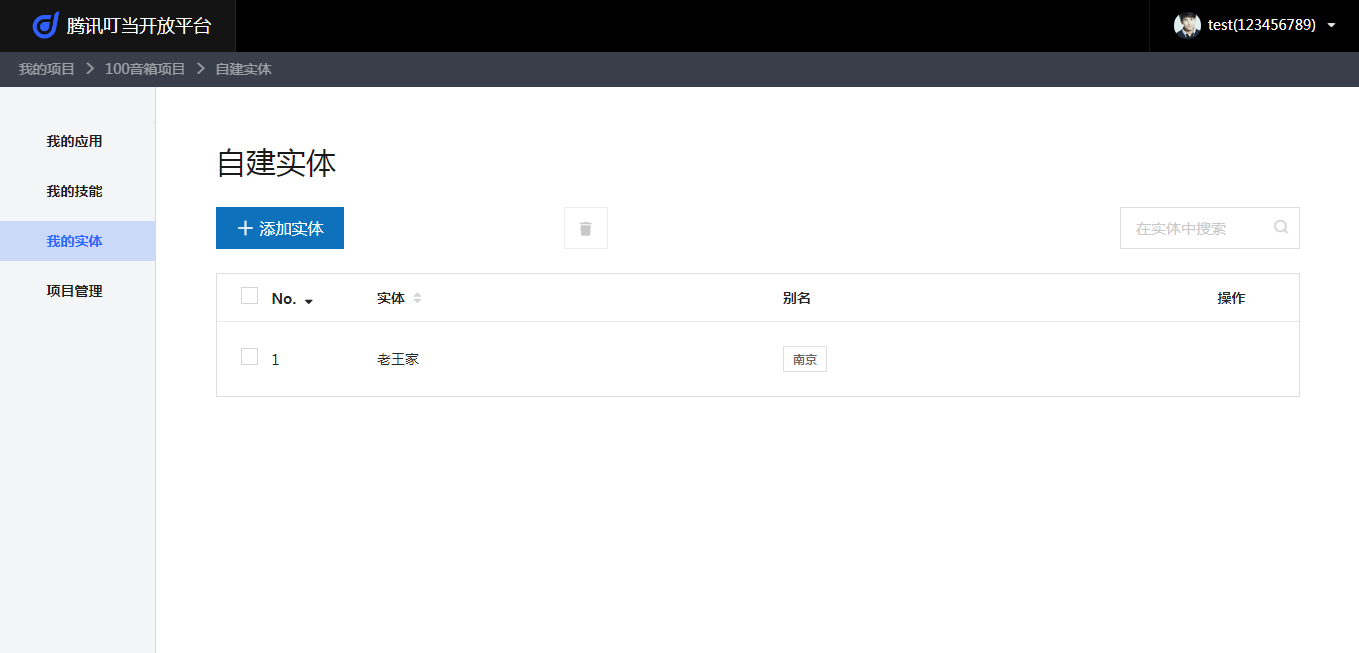 腾讯叮当开放平台
test(123456789)
我的项目 > 100音箱项目 > 自建实体
我的应用
我的技能
我的实体
项目管理
自建实体
添加实体
在实体中搜索
No. 实体 别名 操作
1 老王家 南京